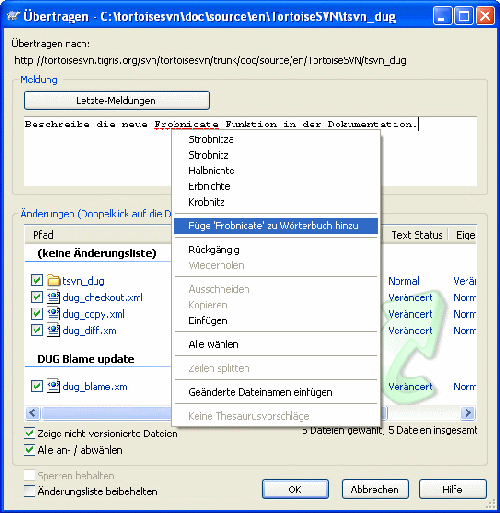 Übertragen - C:\tortoisesvn\doc\source\en\TortoiseSVN\tsvn_dug
Übertragen nach:
http://tortoisesvn.tigris.org/svn/tortoisesvn/trunk/doc/source/en/TortoiseSVN/tsvn_dug
Meldung
Letzte-Meldungen
Beschreibe die neue Frobnicate Funktion in der Dokumentation.
Strobnitza
Strobnitz
Halbnichte
Erbnichte
Krobnitz
Füge 'Frobnicate' zu Wörterbuch hinzu
Rückgängig
Wiederholen
Ausschneiden
Kopieren
Einfügen
Alle wählen
Zeilen splitten
Geänderte Dateinamen einfügen
Keine Thesaurusvorschläge
Änderungen (Doppelklick auf die D
Pfad Text Status Eige
(keine Änderungsliste)
tsvn_dug Normal Verän
dug_checkout.xml Verändert Norm
dug_copy.xml Verändert Norm
dug_diff.xm Verändert Norm
DUG Blame update
dug_blame.xm Verändert Norm
Zeige nicht versionierte Dateien 5 Dateien gewählt, 5 Dateien insgesamt
Alle an- / abwählen
Sperren behalten
Änderungsliste beibehalten
OK Abbrechen Hilfe